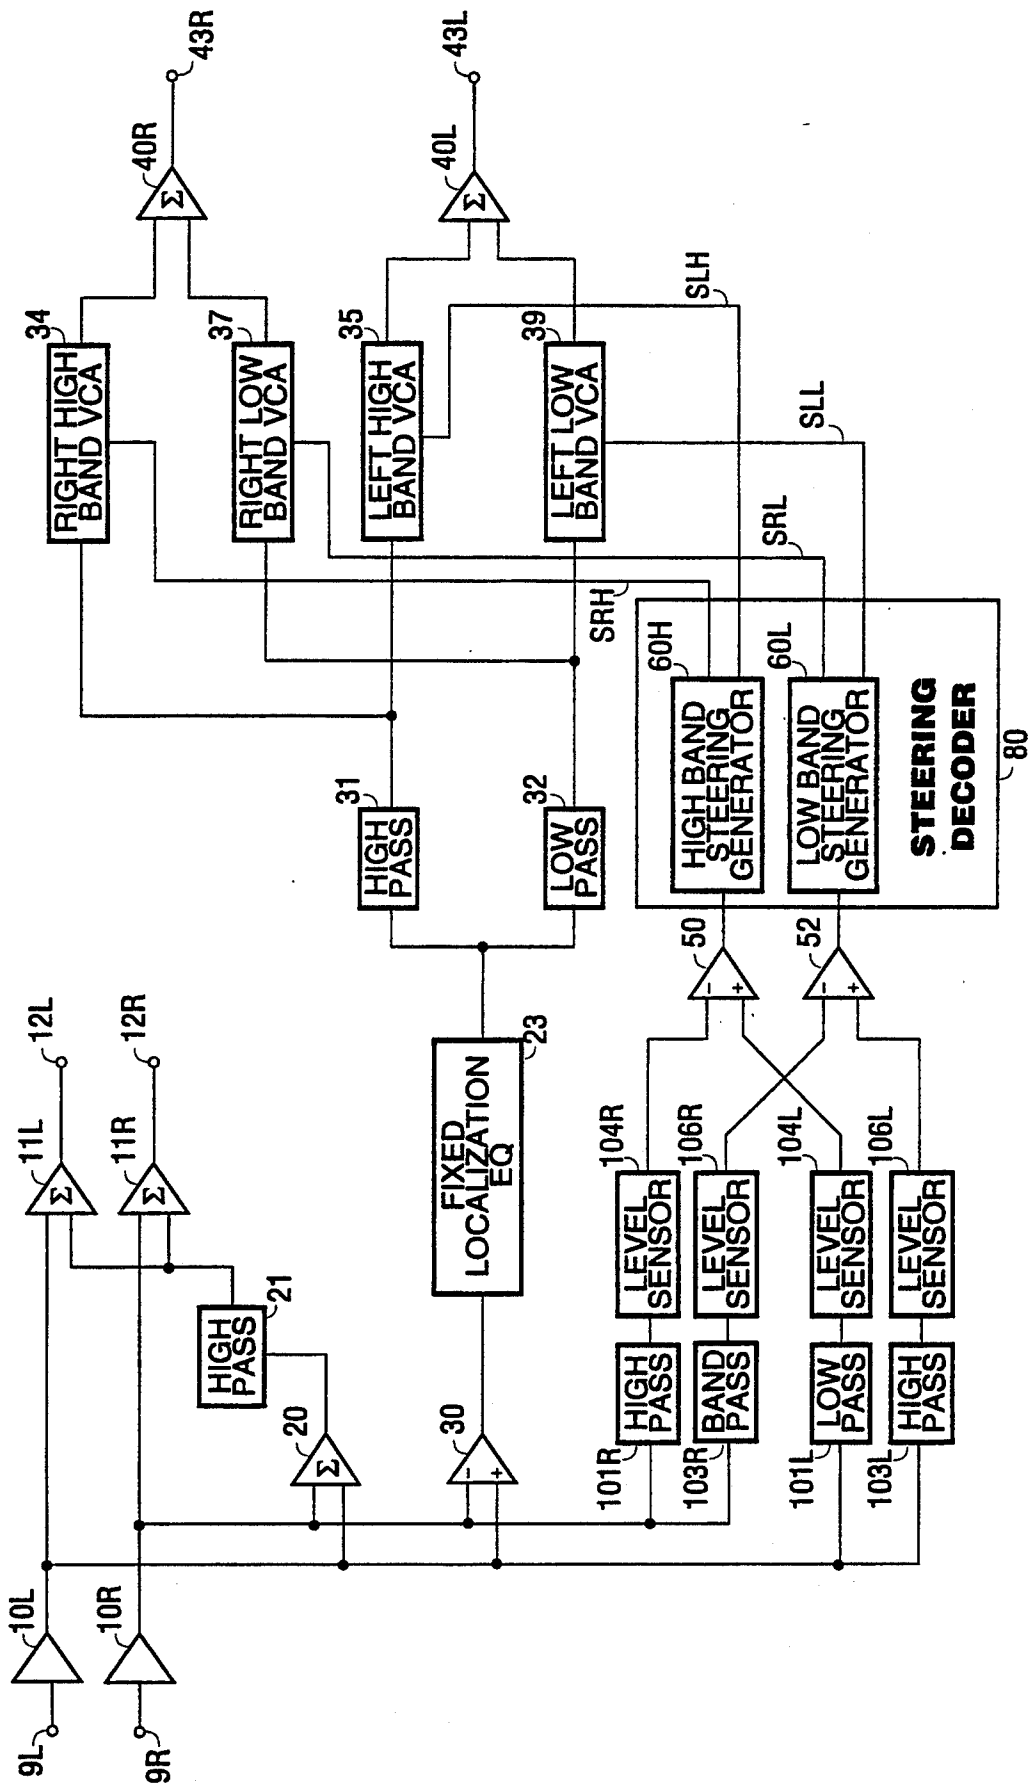 9L
10L
9R
10R
11L
12L
Σ
11R
12R
Σ
HIGH
PASS
21
20
Σ
30
-
+
FIXED
LOCALIZATION
EQ
23
HIGH
PASS
31
LOW
PASS
32
RIGHT HIGH
BAND VCA
34
RIGHT LOW
BAND VCA
37
LEFT HIGH
BAND VCA
35
LEFT LOW
BAND VCA
39
40R
Σ
43R
40L
Σ
43L
101R
HIGH
PASS
LEVEL
SENSOR
104R
103R
BAND
PASS
LEVEL
SENSOR
106R
101L
LOW
PASS
LEVEL
SENSOR
104L
103L
HIGH
PASS
LEVEL
SENSOR
106L
50
-
+
52
-
+
HIGH BAND
STEERING
GENERATOR
60H
LOW BAND
STEERING
GENERATOR
60L
STEERING
DECODER
80
SRH
SRL
SLL
SLH